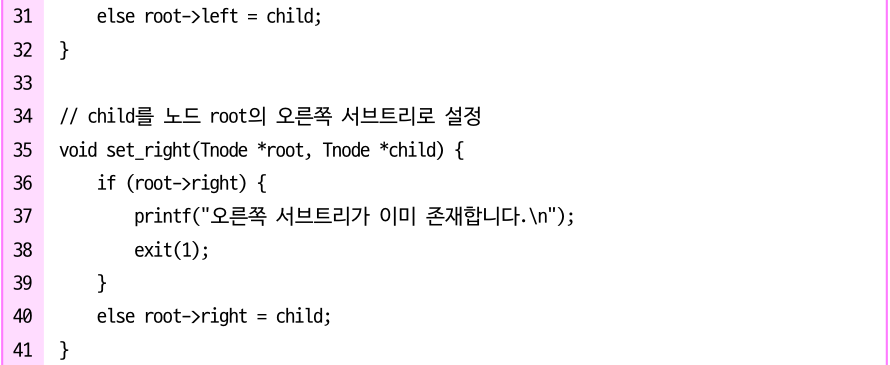 31 else root->left = child;
32 }
33
34 // child를 노드 root의 오른쪽 서브트리로 설정
35 void set_right(Tnode *root, Tnode *child) {
36 if (root->right) {
37 printf("오른쪽 서브트리가 이미 존재합니다.\n");
38 exit(1);
39 }
40 else root->right = child;
41 }